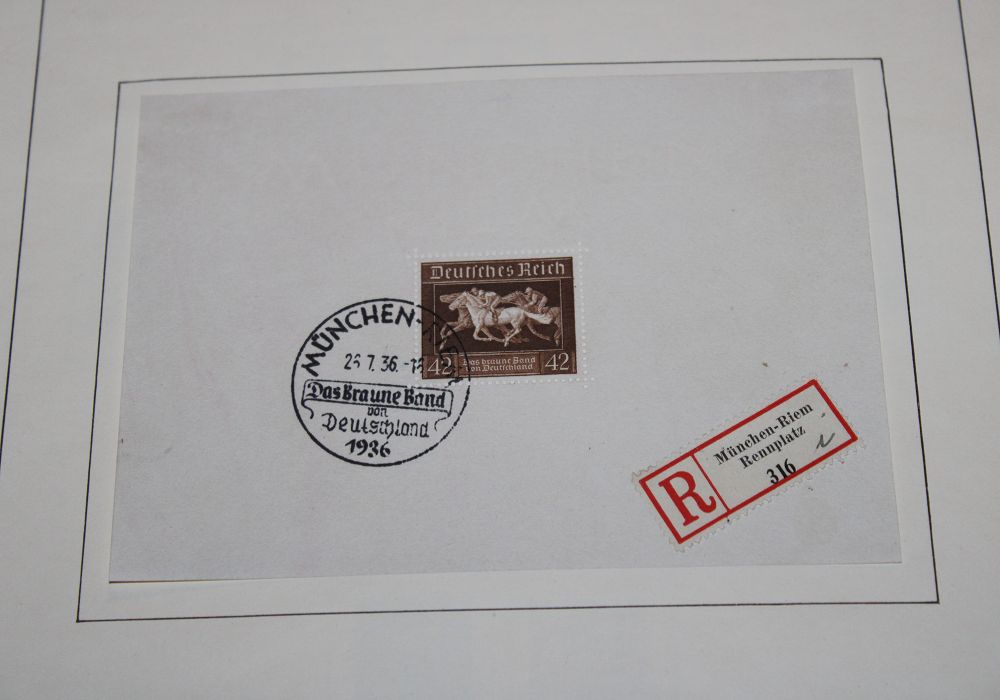 Deutsches Reich
42 Das braune Band 42
von Deutschland
MÜNCHEN-
7.36.
Das Braune Band
von
Deutschland
1936
R
München-Riem
Rennplatz
316